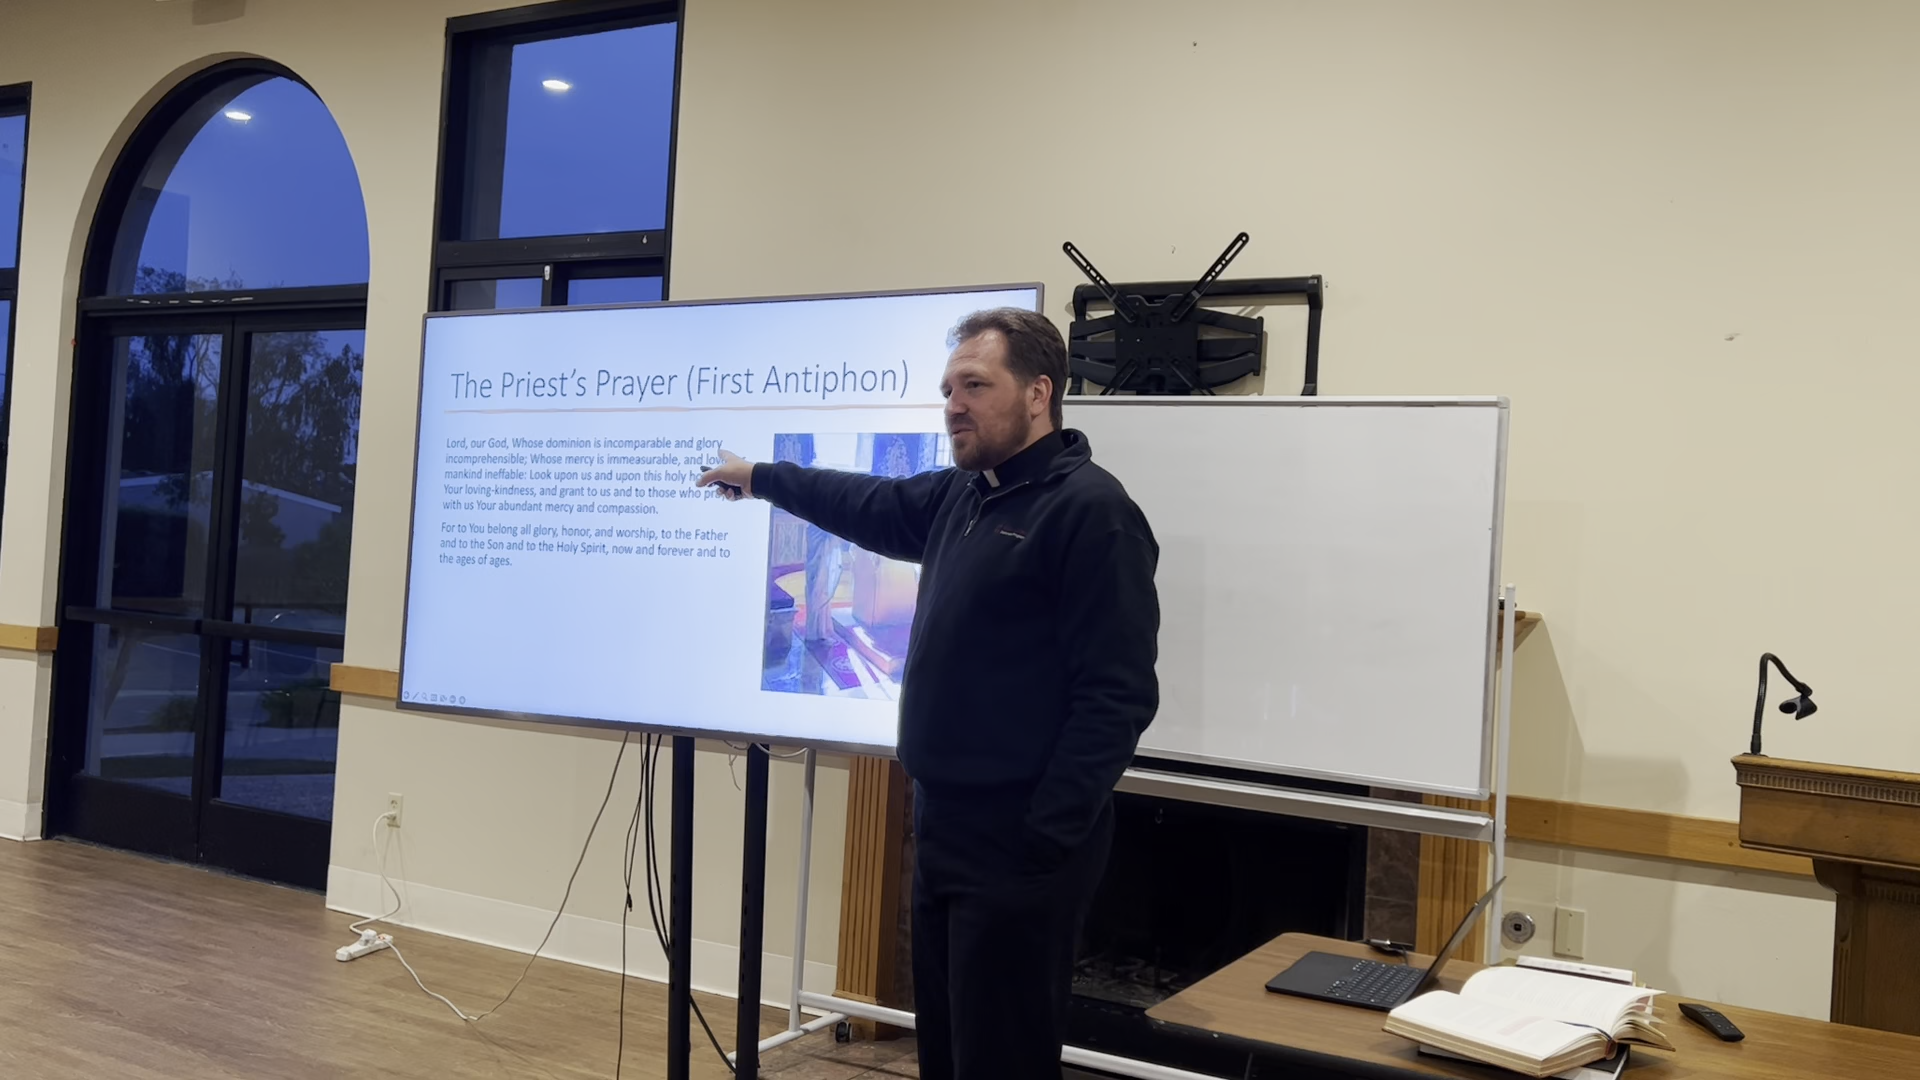 The Priest's Prayer (First Antiphon)
Lord, our God, Whose dominion is incomparable and glory
incomprehensible; Whose mercy is immeasurable, and
mankind ineffable: Look upon us and upon this holy
Your loving-kindness, and grant to us and to those who
with us Your abundant mercy and compassion.
For to You belong all glory, honor, and worship, to the Father
and to the Son and to the Holy Spirit, now and forever and to
the ages of ages.